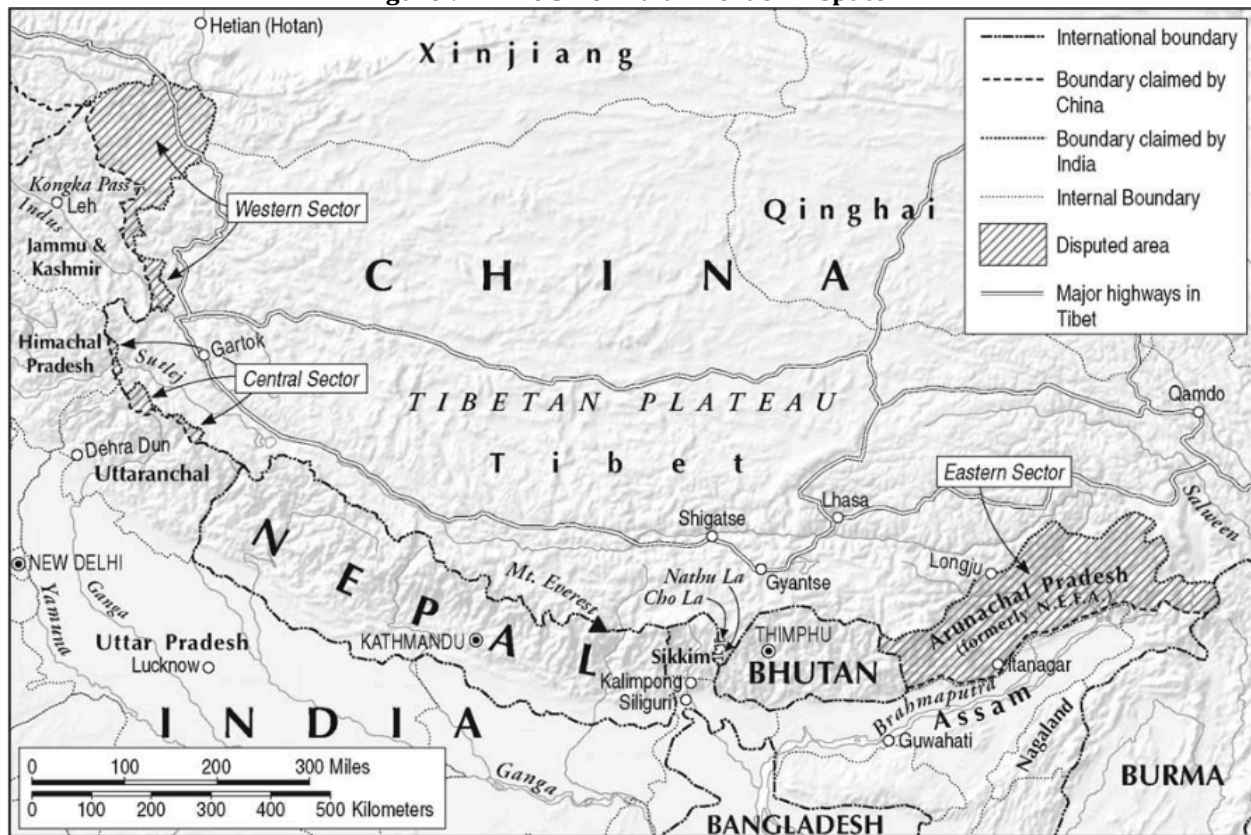 Hetian (Hotan)
Xinjiang
International boundary
Boundary claimed by
China
Boundary claimed by
India
Internal Boundary
Disputed area
Major highways in
Tibet
Kongka Pass
Leh
Indus
Western Sector
Qinghai
Jammu &
Kashmir
CHINA
Himachal
Pradesh
Gartok
Sutlej
Central Sector
TIBETAN PLATEAU
Qamdo
Dehra Dun
Uttaranchal
Tibet
Eastern Sector
Lhasa
Salween
Shigatse
NEW DELHI
NEPAL
Gyantse
Longju
Mt. Everest
Nathu La
Cho La
Arunachal Pradesh
(formerly N.E.F.A.)
Yamuna
Ganga
Uttar Pradesh
Lucknow
KATHMANDU
Sikkim
THIMPHU
BHUTAN
Itanagar
Kalimpong
Siliguri
Brahmaputra
Assam
INDIA
Guwahati
Nagaland
BURMA
0 100 200 300 Miles
0 100 200 300 400 500 Kilometers
Ganga
BANGLADESH